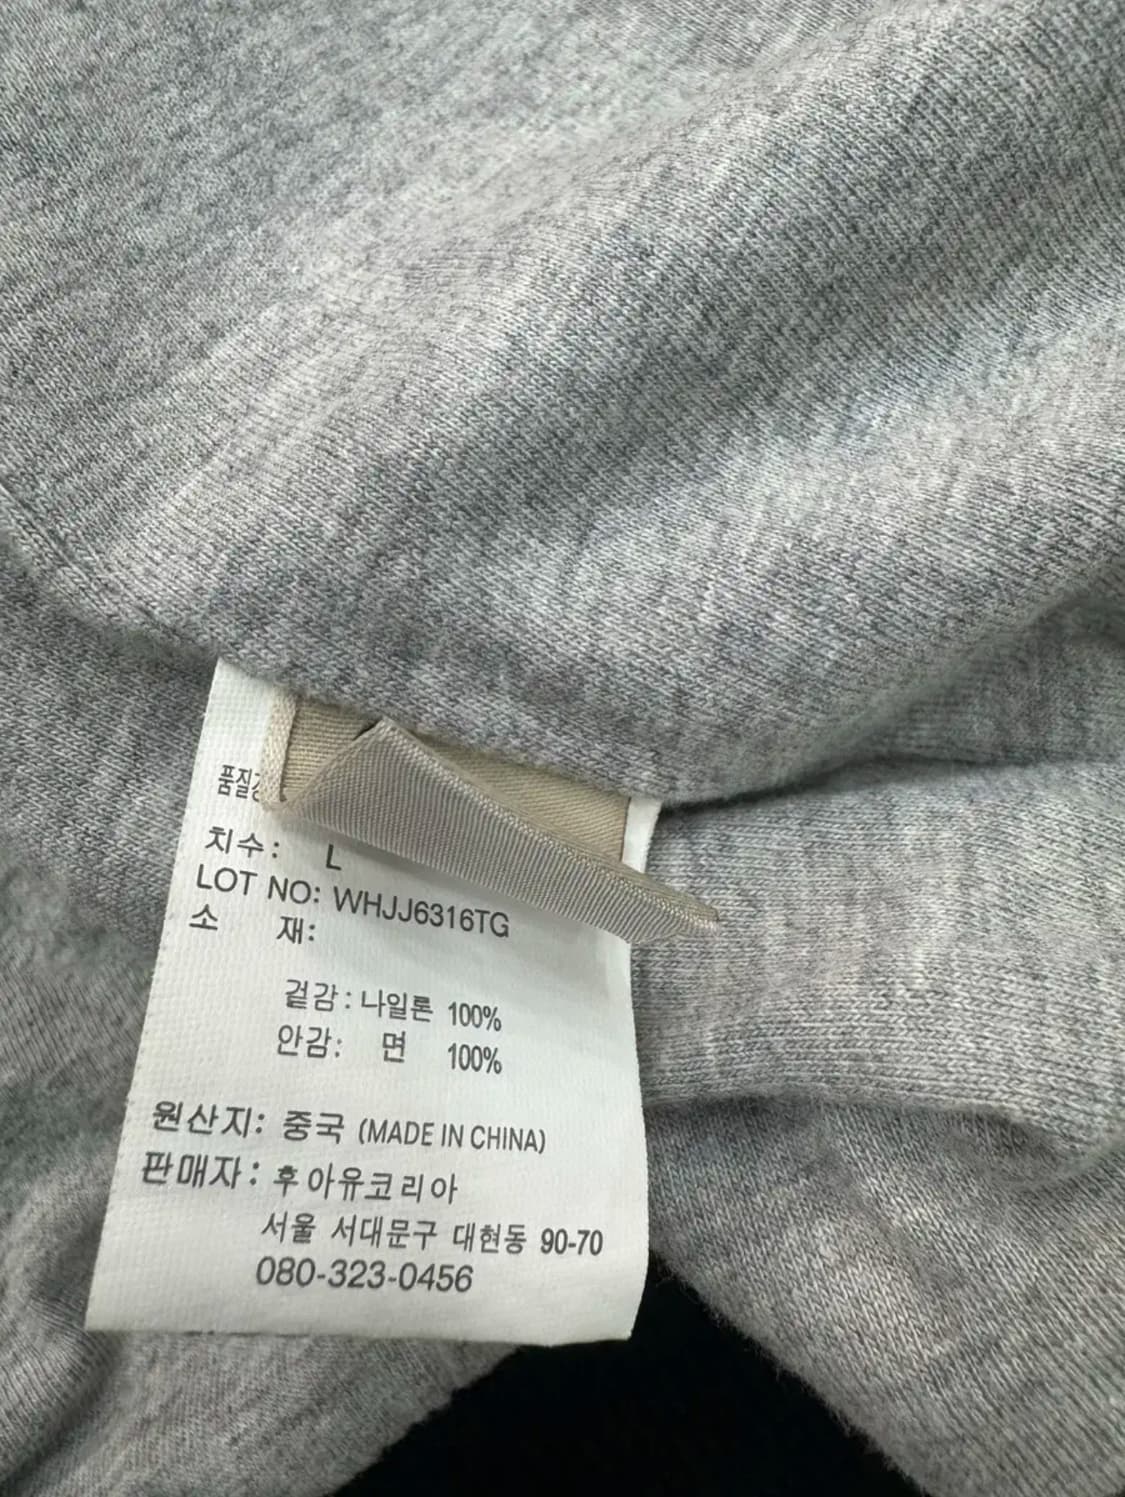 치수: L
LOT NO: WHJJ6316TG
소 재:
겉감: 나일론 100%
안감: 면 100%
원산지: 중국 (MADE IN CHINA)
판매자: 후아유코리아
서울 서대문구 대현동 90-70
080-323-0456